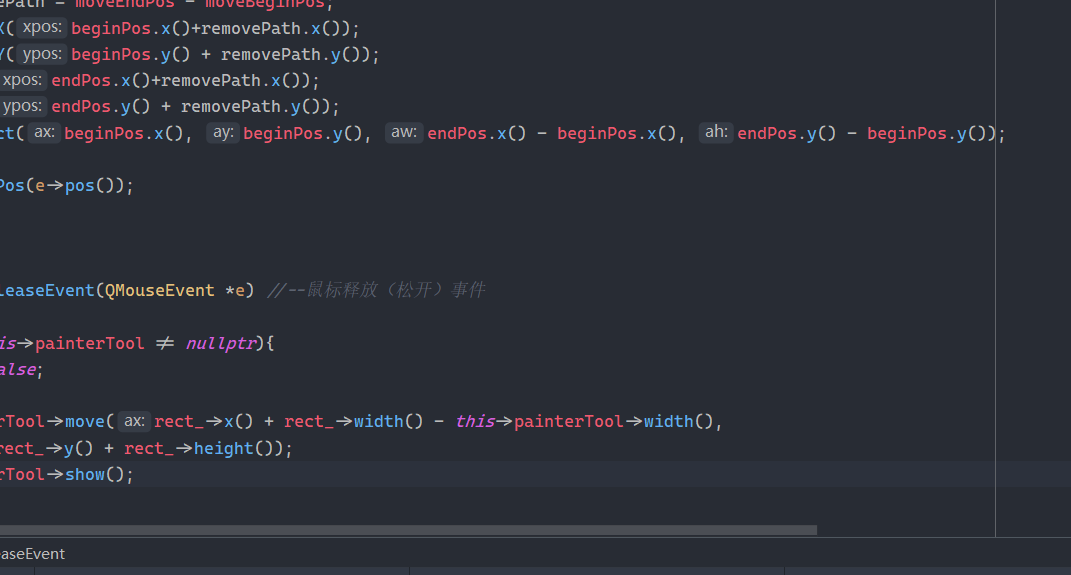 ePath = moveEndPos - moveBeginPos;
X( xpos: beginPos.x()+removePath.x());
Y( ypos: beginPos.y() + removePath.y());
xpos: endPos.x()+removePath.x());
ypos: endPos.y() + removePath.y());
ct( ax: beginPos.x(), ay: beginPos.y(), aw: endPos.x() - beginPos.x(), ah: endPos.y() - beginPos.y());
Pos(e->pos());
leaseEvent(QMouseEvent *e) //--鼠标释放（松开）事件
is->painterTool != nullptr){
alse;
rTool->move( ax: rect_->x() + rect_->width() - this->painterTool->width(),
rect_->y() + rect_->height());
rTool->show();
easeEvent